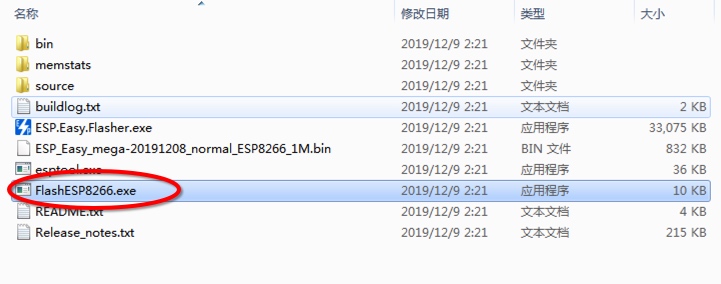 名称 修改日期 类型 大小
bin 2019/12/9 2:21 文件夹
memstats 2019/12/9 2:21 文件夹
source 2019/12/9 2:21 文件夹
buildlog.txt 2019/12/9 2:21 文本文档 2 KB
ESP.Easy.Flasher.exe 2019/12/9 2:21 应用程序 33,075 KB
ESP_Easy_mega-20191208_normal_ESP8266_1M.bin 2019/12/9 2:21 BIN 文件 832 KB
esptool.exe 2019/12/9 2:21 应用程序 36 KB
FlashESP8266.exe 2019/12/9 2:21 应用程序 10 KB
README.txt 2019/12/9 2:21 文本文档 4 KB
Release_notes.txt 2019/12/9 2:21 文本文档 215 KB